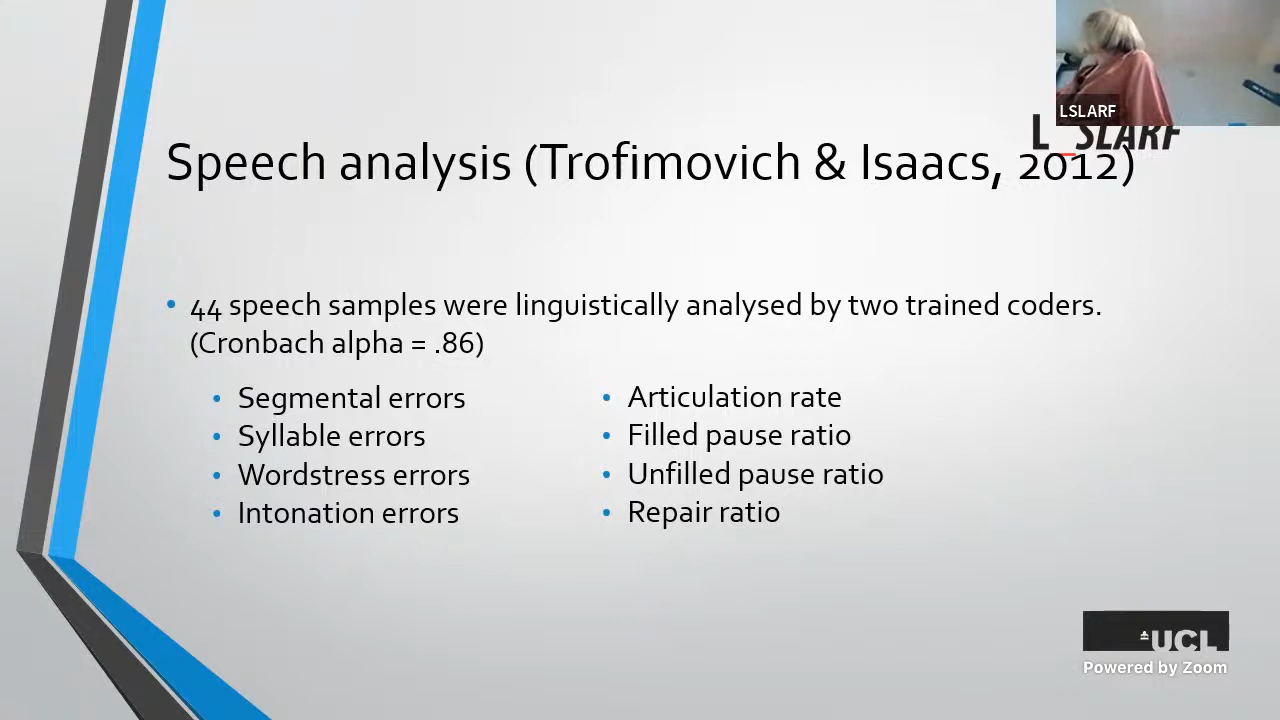 LSLARF
L_SLARF
Speech analysis (Trofimovich & Isaacs, 2012)
• 44 speech samples were linguistically analysed by two trained coders.
(Cronbach alpha = .86)
• Segmental errors
• Syllable errors
• Wordstress errors
• Intonation errors
• Articulation rate
• Filled pause ratio
• Unfilled pause ratio
• Repair ratio
UCL
Powered by Zoom